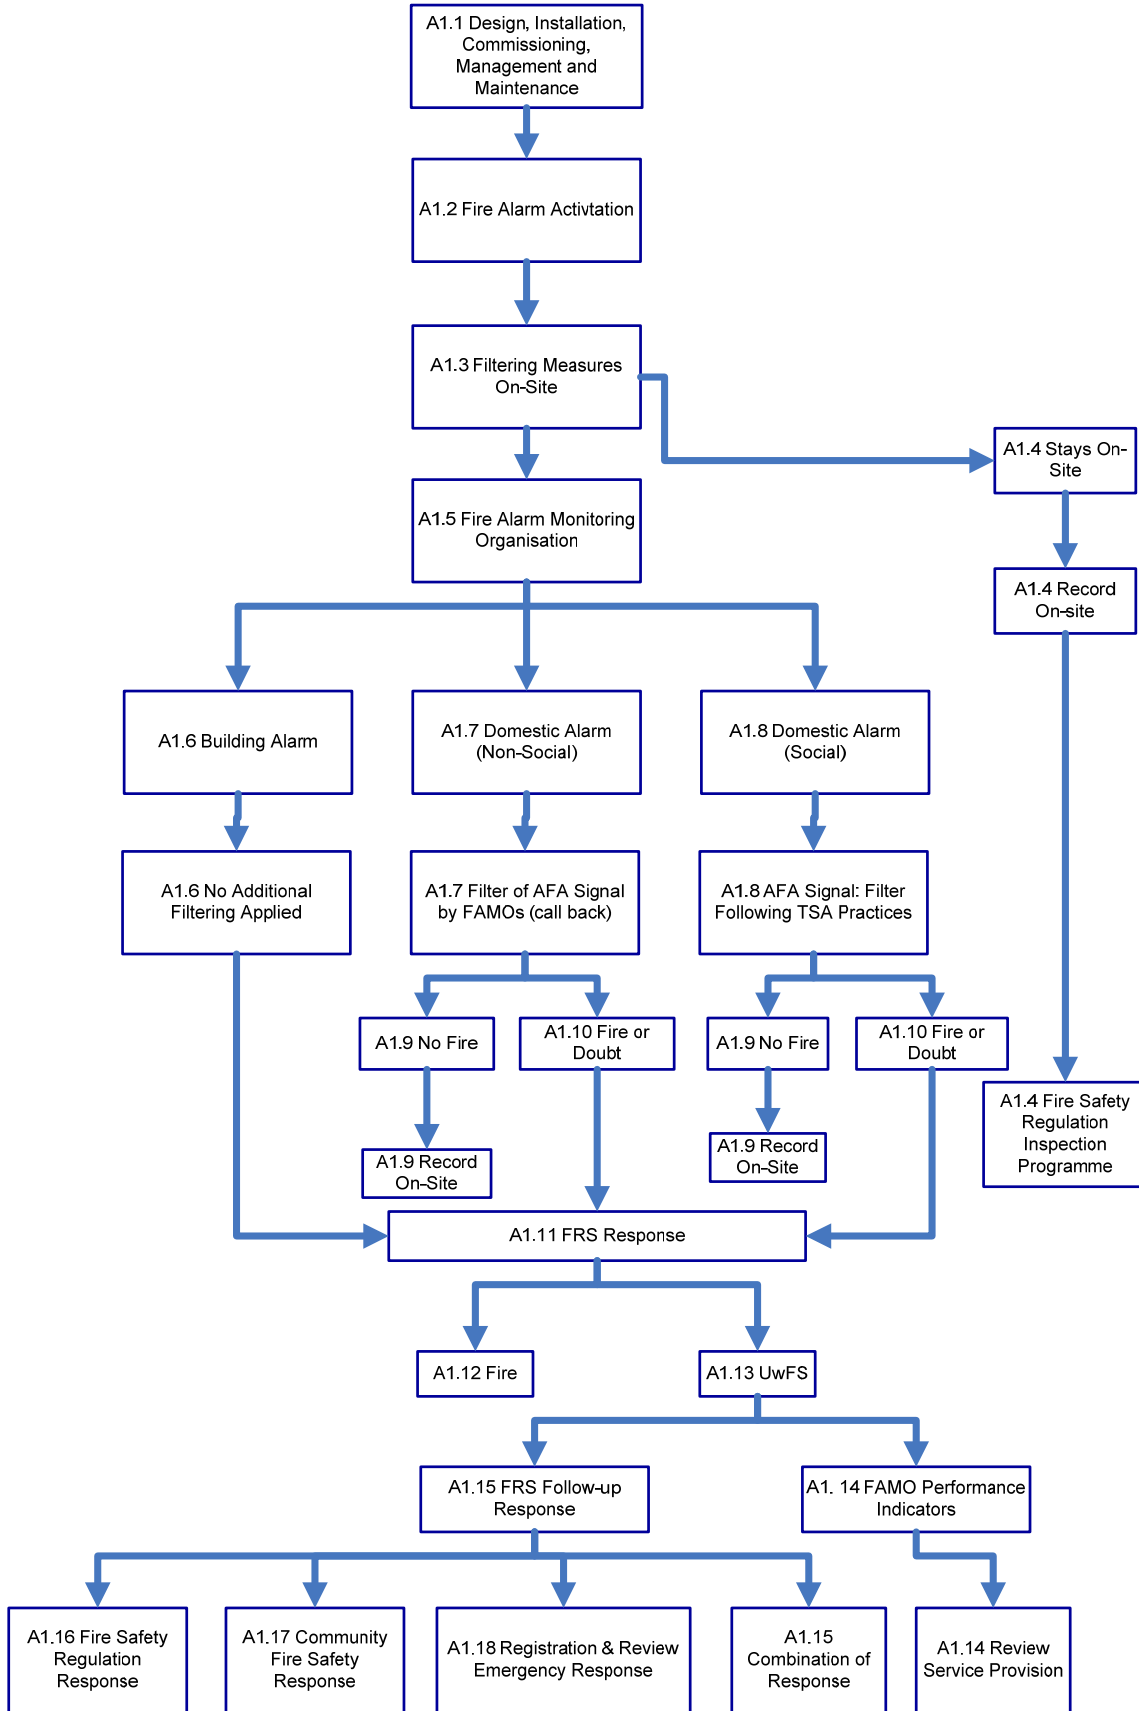 A1.1 Design, Installation,
Commissioning,
Management and
Maintenance
A1.2 Fire Alarm Activtation
A1.3 Filtering Measures
On-Site
A1.4 Stays On-
Site
A1.5 Fire Alarm Monitoring
Organisation
A1.4 Record
On-site
A1.6 Building Alarm
A1.7 Domestic Alarm
(Non-Social)
A1.8 Domestic Alarm
(Social)
A1.6 No Additional
Filtering Applied
A1.7 Filter of AFA Signal
by FAMOs (call back)
A1.8 AFA Signal: Filter
Following TSA Practices
A1.9 No Fire
A1.10 Fire or
Doubt
A1.9 No Fire
A1.10 Fire or
Doubt
A1.4 Fire Safety
Regulation
Inspection
Programme
A1.9 Record
On-Site
A1.9 Record
On-Site
A1.11 FRS Response
A1.12 Fire
A1.13 UwFS
A1.15 FRS Follow-up
Response
A1. 14 FAMO Performance
Indicators
A1.16 Fire Safety
Regulation
Response
A1.17 Community
Fire Safety
Response
A1.18 Registration & Review
Emergency Response
A1.15
Combination of
Response
A1.14 Review
Service Provision